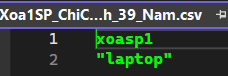 Xoa1SP_ChiC...h_39_Nam.csv
1 xoasp1
2 "laptop"